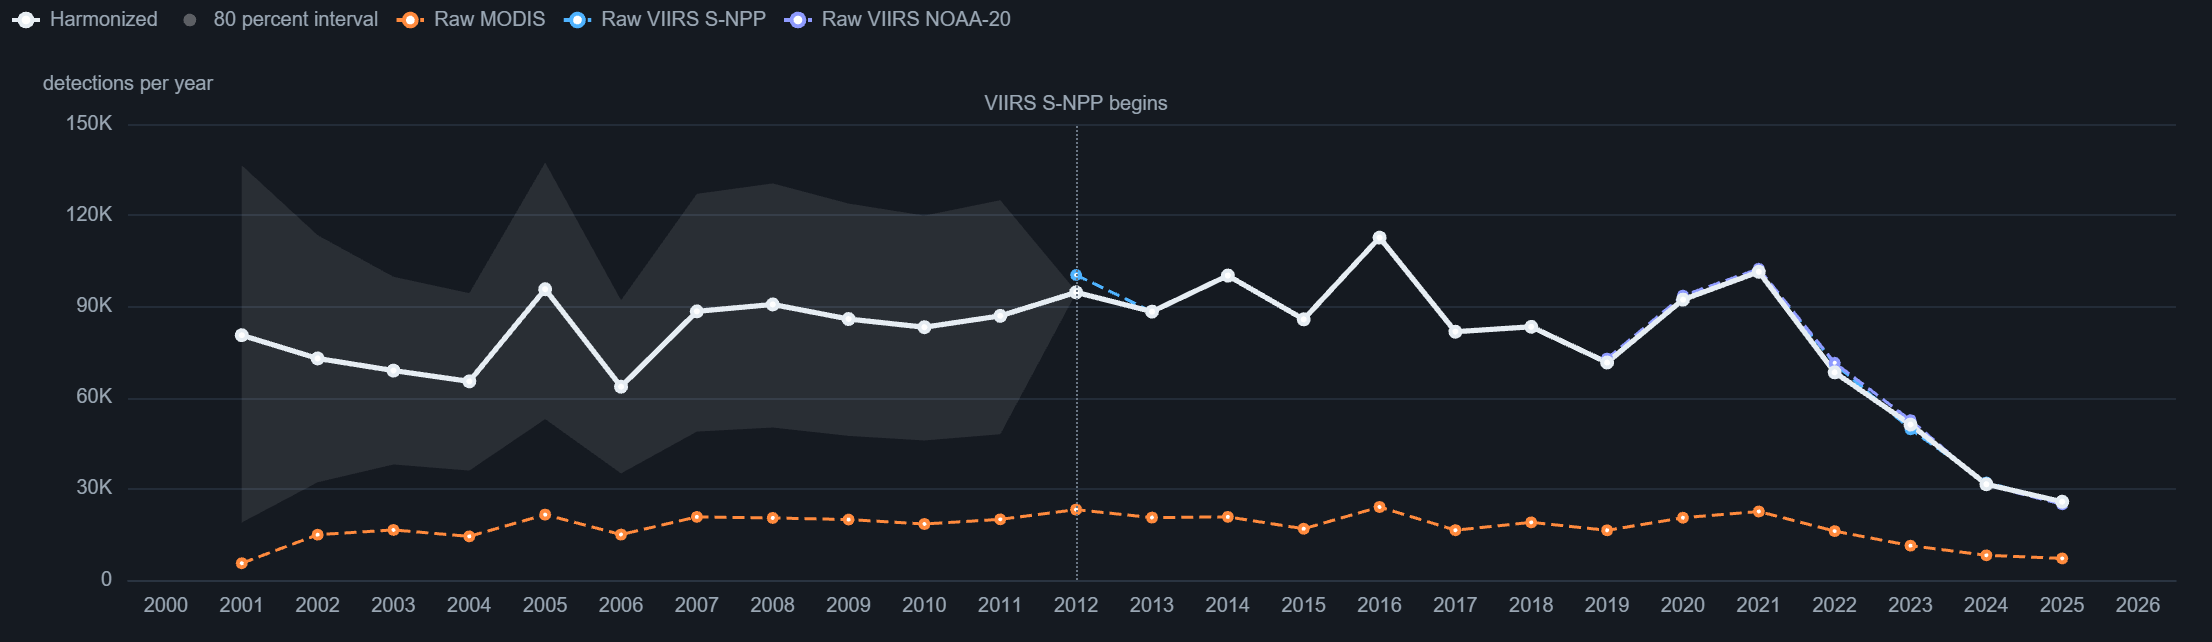 Harmonized 80 percent interval Raw MODIS Raw VIIRS S-NPP Raw VIIRS NOAA-20
detections per year
VIIRS S-NPP begins
150K
120K
90K
60K
30K
0
2000 2001 2002 2003 2004 2005 2006 2007 2008 2009 2010 2011 2012 2013 2014 2015 2016 2017 2018 2019 2020 2021 2022 2023 2024 2025 2026